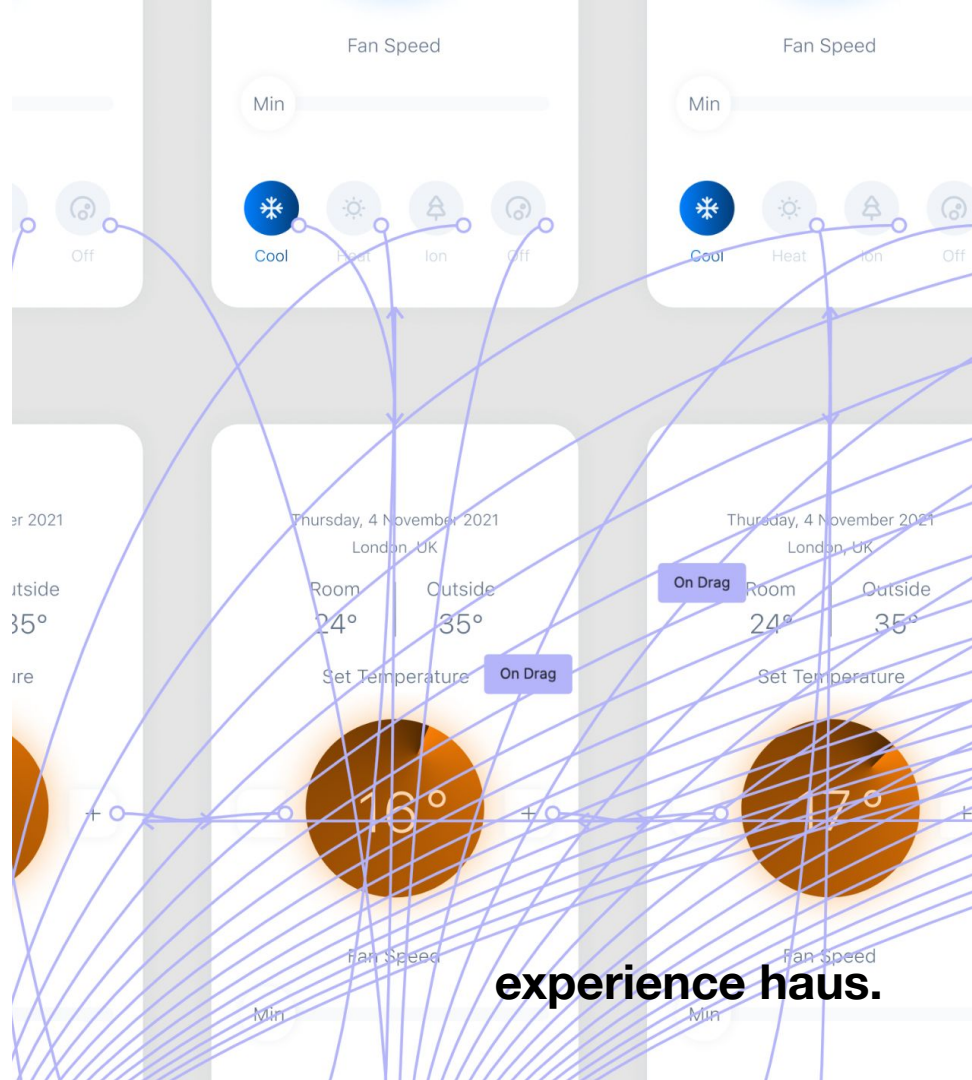 Fan Speed
Fan Speed
Min
Min
Off
Cool
Heat
Ion
Off
Cool
Heat
Ion
Off
er 2021
Thursday, 4 November 2021
Thursday, 4 November 2021
London, UK
London, UK
utside
Room
Outside
On Drag
Room
Outside
35°
24°
35°
24°
35°
ure
Set Temperature
On Drag
Set Temperature
+
16°
+
17°
+
Fan Speed
Fan Speed
experience haus.
Min
Min